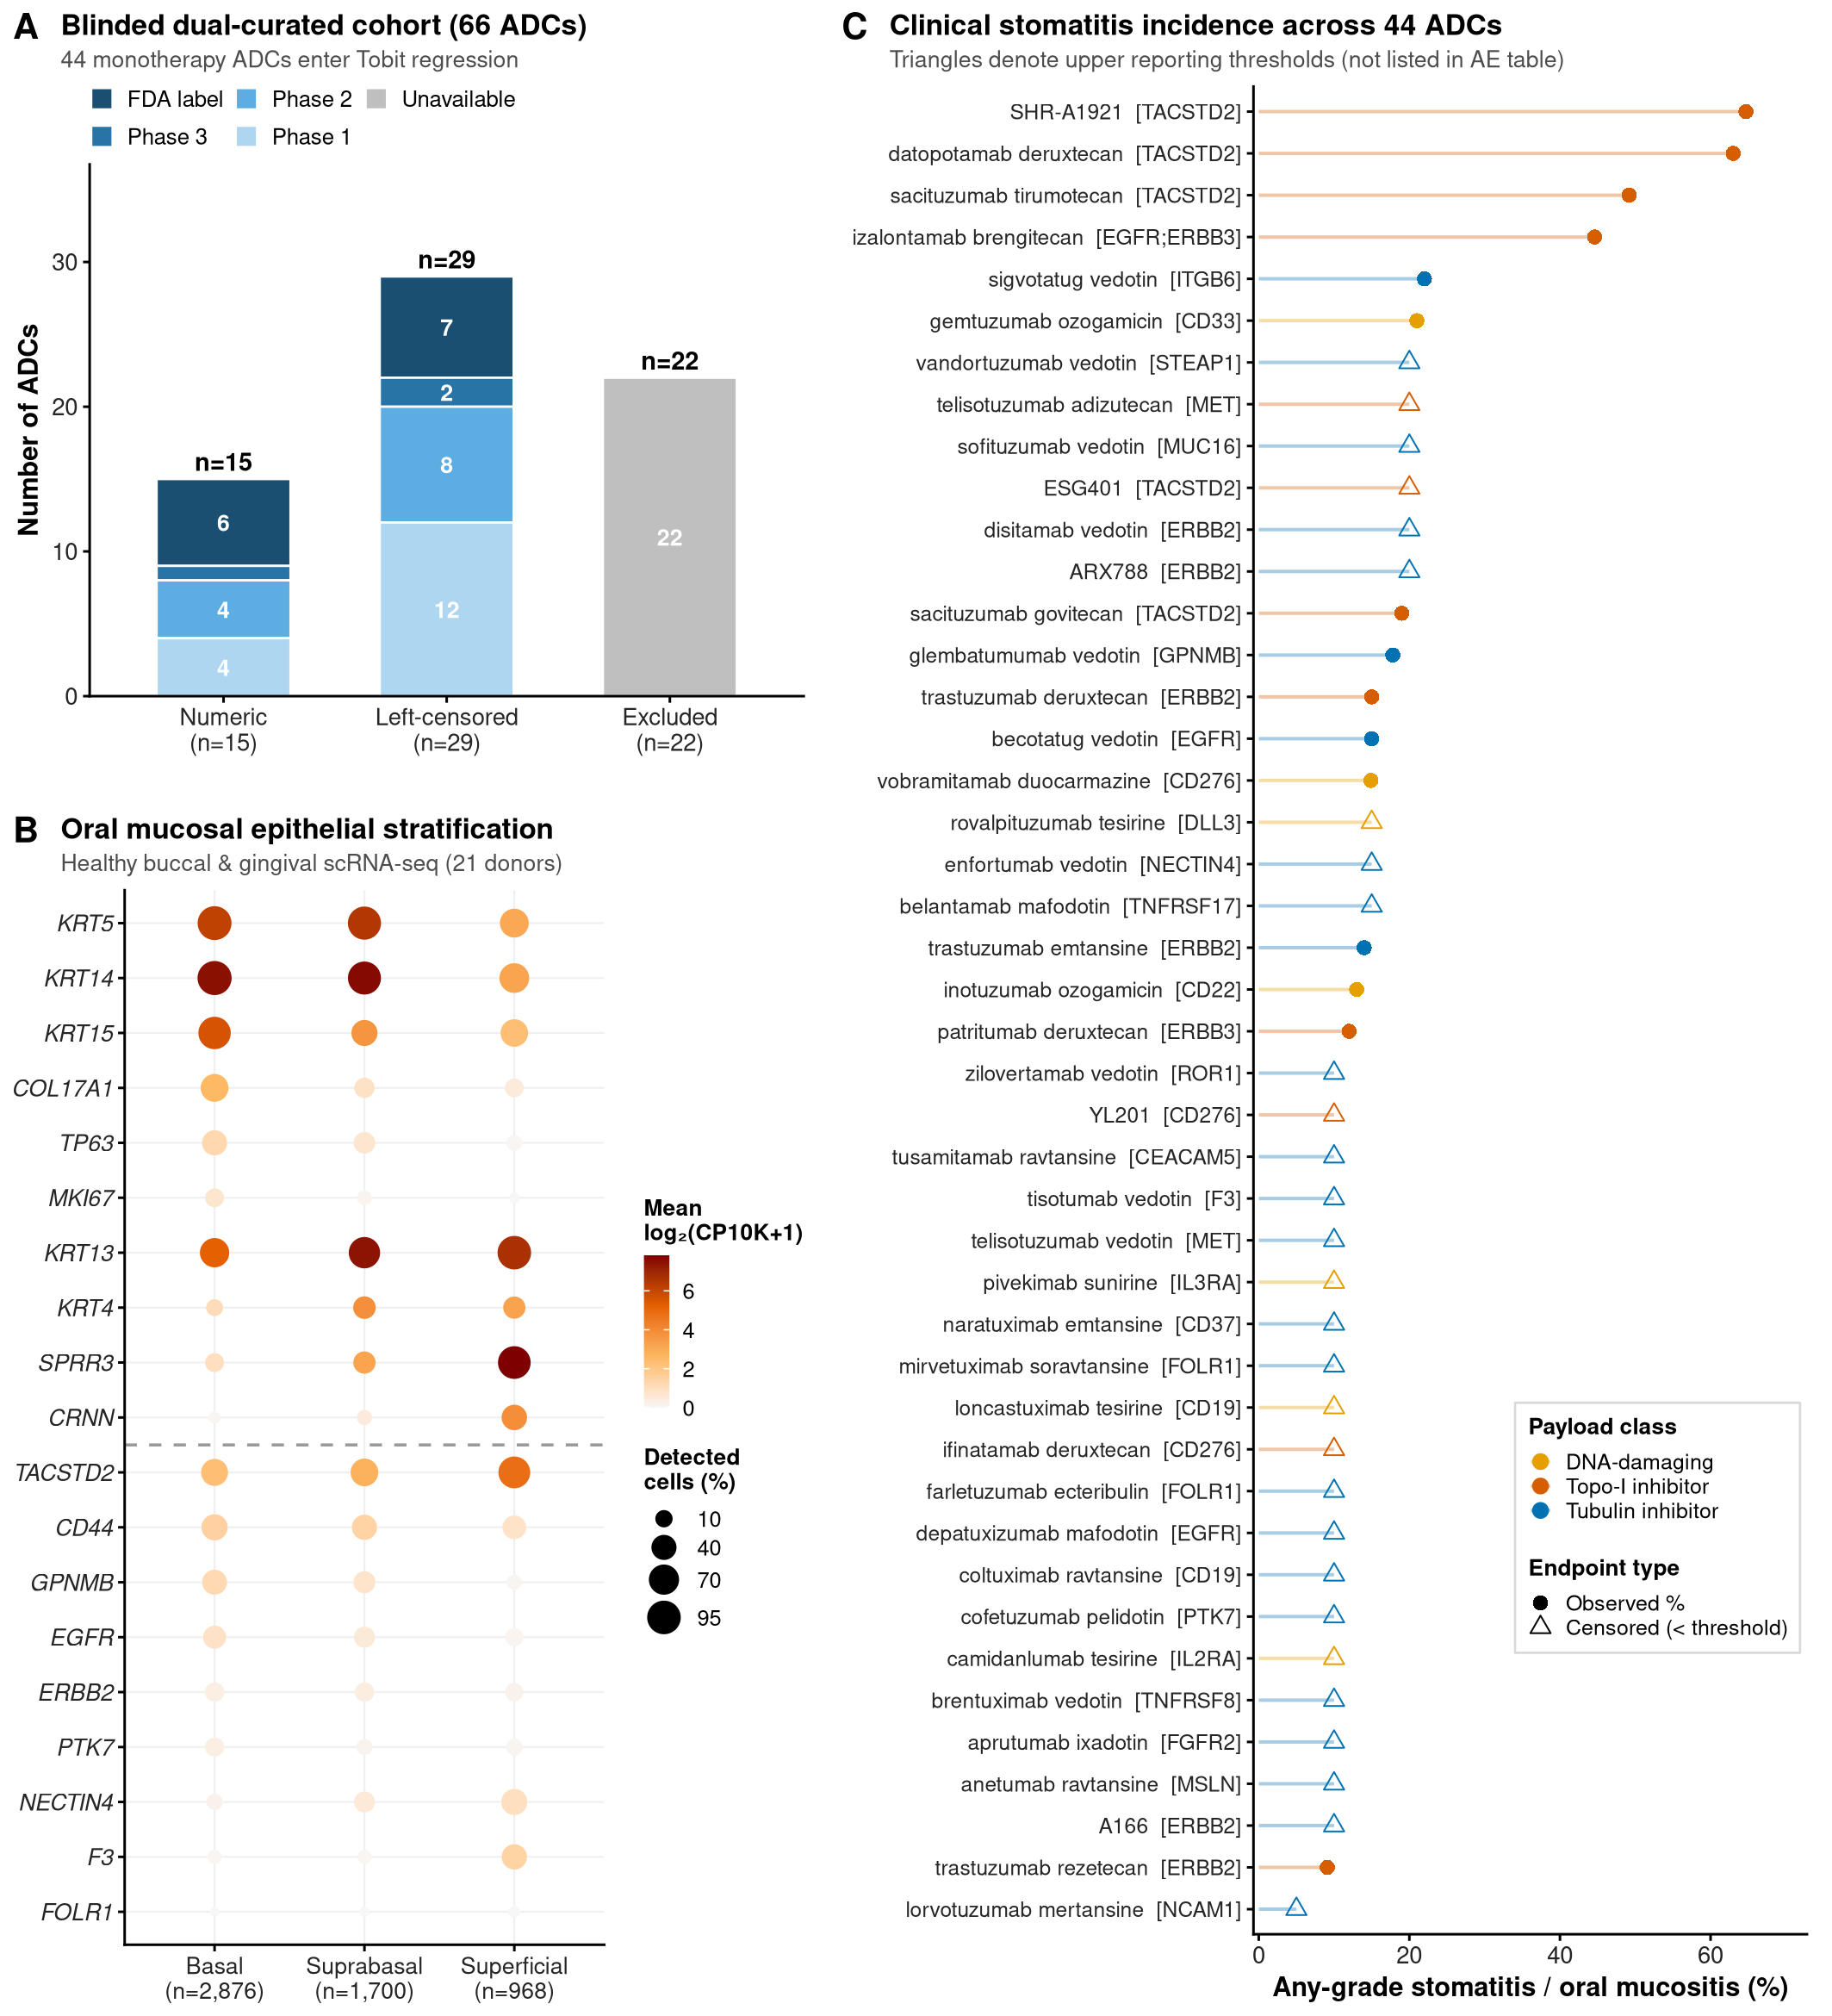 A Blinded dual-curated cohort (66 ADCs)
44 monotherapy ADCs enter Tobit regression
FDA label
Phase 2
Unavailable
Phase 3
Phase 1
Number of ADCs
30
20
10
0
n=15
6
4
4
n=29
7
2
8
12
n=22
22
Numeric
(n=15)
Left-censored
(n=29)
Excluded
(n=22)
B Oral mucosal epithelial stratification
Healthy buccal & gingival scRNA-seq (21 donors)
KRT5
KRT14
KRT15
COL17A1
TP63
MKI67
KRT13
KRT4
SPRR3
CRNN
TACSTD2
CD44
GPNMB
EGFR
ERBB2
PTK7
NECTIN4
F3
FOLR1
Basal
(n=2,876)
Suprabasal
(n=1,700)
Superficial
(n=968)
Mean
log₂(CP10K+1)
6
4
2
0
Detected
cells (%)
10
40
70
95
C Clinical stomatitis incidence across 44 ADCs
Triangles denote upper reporting thresholds (not listed in AE table)
SHR-A1921 [TACSTD2]
datopotamab deruxtecan [TACSTD2]
sacituzumab tirumotecan [TACSTD2]
izalontamab brengitecan [EGFR;ERBB3]
sigvotatug vedotin [ITGB6]
gemtuzumab ozogamicin [CD33]
vandortuzumab vedotin [STEAP1]
telisotuzumab adizutecan [MET]
sofituzumab vedotin [MUC16]
ESG401 [TACSTD2]
disitamab vedotin [ERBB2]
ARX788 [ERBB2]
sacituzumab govitecan [TACSTD2]
glembatumumab vedotin [GPNMB]
trastuzumab deruxtecan [ERBB2]
becotatug vedotin [EGFR]
vobramitamab duocarmazine [CD276]
rovalpituzumab tesirine [DLL3]
enfortumab vedotin [NECTIN4]
belantamab mafodotin [TNFRSF17]
trastuzumab emtansine [ERBB2]
inotuzumab ozogamicin [CD22]
patritumab deruxtecan [ERBB3]
zilovertamab vedotin [ROR1]
YL201 [CD276]
tusamitamab ravtansine [CEACAM5]
tisotumab vedotin [F3]
telisotuzumab vedotin [MET]
pivekimab sunirine [IL3RA]
naratuximab emtansine [CD37]
mirvetuximab soravtansine [FOLR1]
loncastuximab tesirine [CD19]
ifinatamab deruxtecan [CD276]
farletuzumab ecteribulin [FOLR1]
depatuxizumab mafodotin [EGFR]
coltuximab ravtansine [CD19]
cofetuzumab pelidotin [PTK7]
camidanlumab tesirine [IL2RA]
brentuximab vedotin [TNFRSF8]
aprutumab ixadotin [FGFR2]
anetumab ravtansine [MSLN]
A166 [ERBB2]
trastuzumab rezetecan [ERBB2]
lorvotuzumab mertansine [NCAM1]
0
20
40
60
Any-grade stomatitis / oral mucositis (%)
Payload class
DNA-damaging
Topo-I inhibitor
Tubulin inhibitor
Endpoint type
Observed %
Censored (< threshold)